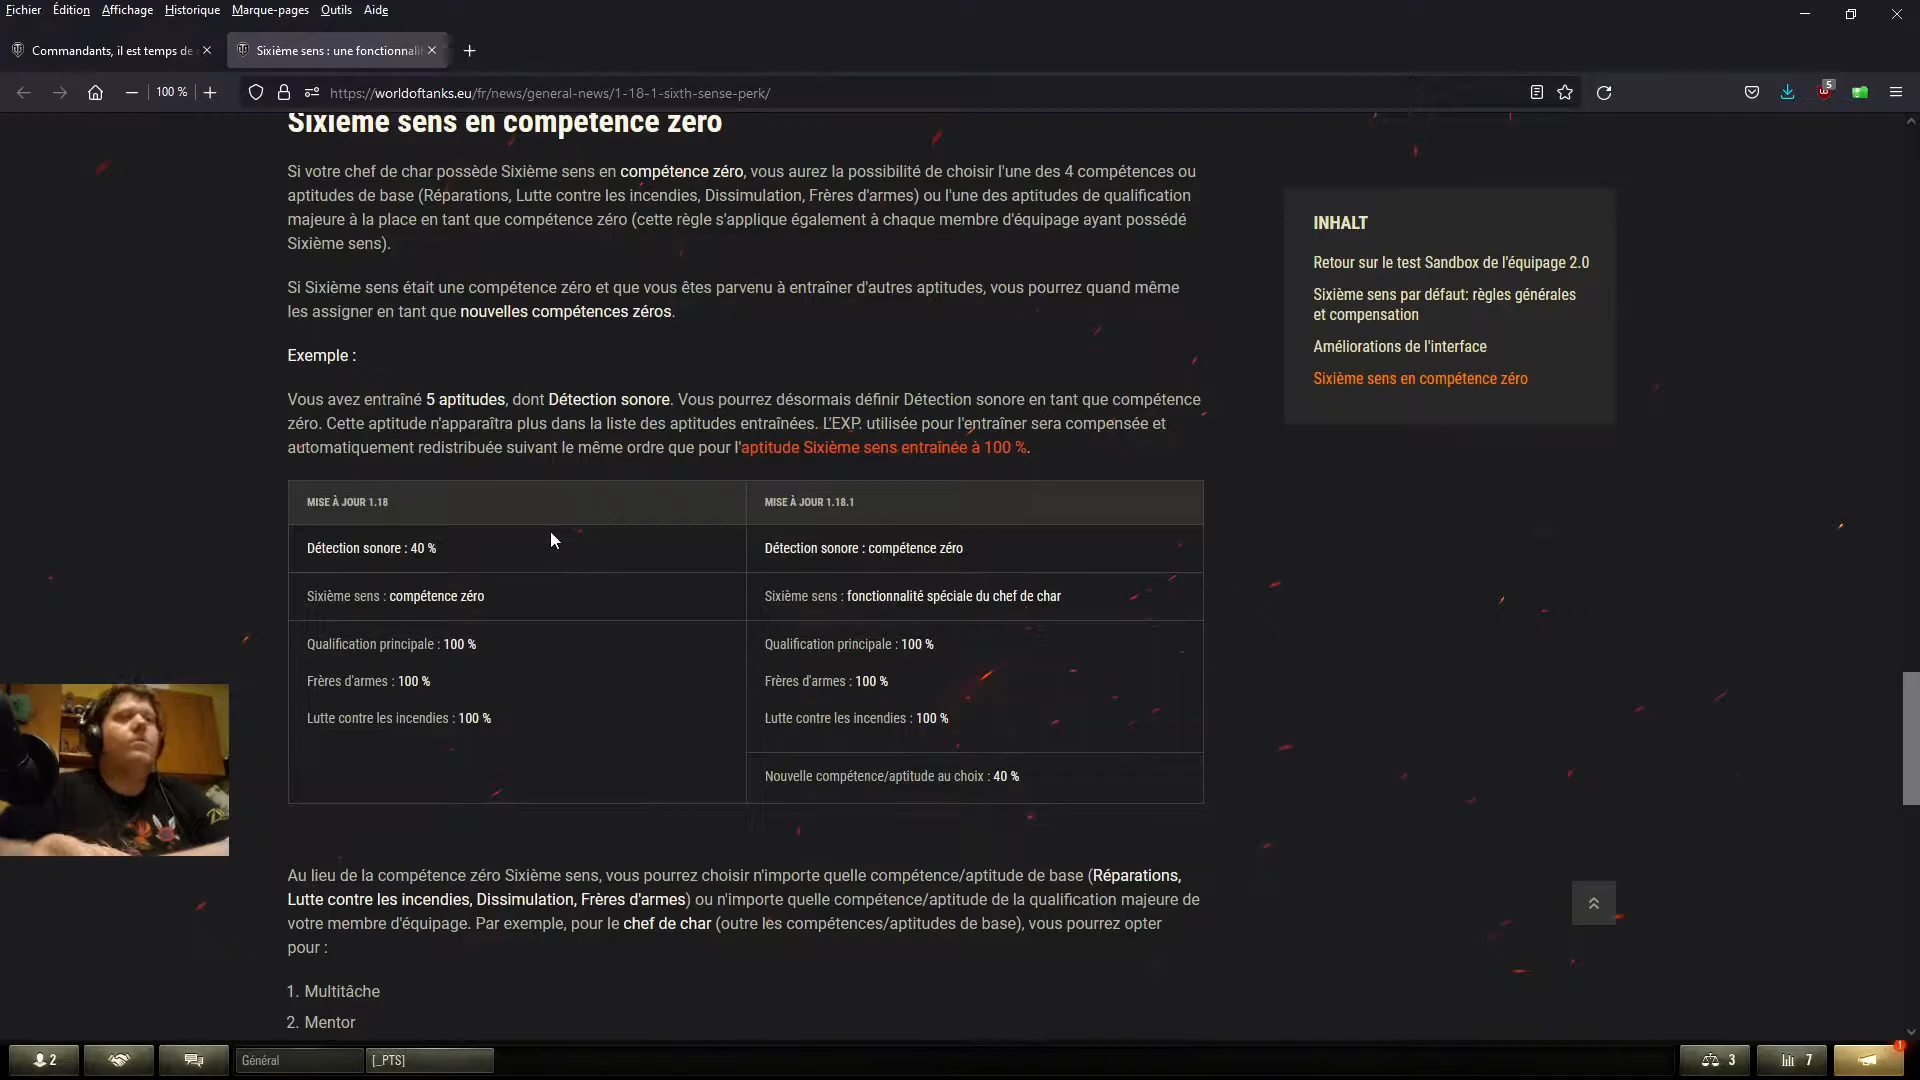 Fichier Édition Affichage Historique Marque-pages Outils Aide
Commandants, il est temps de
Sixième sens : une fonctionnali
100 %
https://worldoftanks.eu/fr/news/general-news/1-18-1-sixth-sense-perk/
5
Sixième sens en compétence zéro
Si votre chef de char possède Sixième sens en compétence zéro, vous aurez la possibilité de choisir l'une des 4 compétences ou
aptitudes de base (Réparations, Lutte contre les incendies, Dissimulation, Frères d'armes) ou l'une des aptitudes de qualification
majeure à la place en tant que compétence zéro (cette règle s'applique également à chaque membre d'équipage ayant possédé
Sixième sens).
Si Sixième sens était une compétence zéro et que vous êtes parvenu à entraîner d'autres aptitudes, vous pourrez quand même
les assigner en tant que nouvelles compétences zéros.
Exemple :
Vous avez entraîné 5 aptitudes, dont Détection sonore. Vous pourrez désormais définir Détection sonore en tant que compétence
zéro. Cette aptitude n'apparaîtra plus dans la liste des aptitudes entraînées. L'EXP. utilisée pour l'entraîner sera compensée et
automatiquement redistribuée suivant le même ordre que pour l'aptitude Sixième sens entraînée à 100 %.
MISE À JOUR 1.18
MISE À JOUR 1.18.1
Détection sonore : 40 %
Détection sonore : compétence zéro
Sixième sens : compétence zéro
Sixième sens : fonctionnalité spéciale du chef de char
Qualification principale : 100 %
Qualification principale : 100 %
Frères d'armes : 100 %
Frères d'armes : 100 %
Lutte contre les incendies : 100 %
Lutte contre les incendies : 100 %
Nouvelle compétence/aptitude au choix : 40 %
Au lieu de la compétence zéro Sixième sens, vous pourrez choisir n'importe quelle compétence/aptitude de base (Réparations,
Lutte contre les incendies, Dissimulation, Frères d'armes) ou n'importe quelle compétence/aptitude de la qualification majeure de
votre membre d'équipage. Par exemple, pour le chef de char (outre les compétences/aptitudes de base), vous pourrez opter
pour :
1. Multitâche
2. Mentor
INHALT
Retour sur le test Sandbox de l'équipage 2.0
Sixième sens par défaut: règles générales
et compensation
Améliorations de l'interface
Sixième sens en compétence zéro
2
Général
[_PTS]
3
7
1